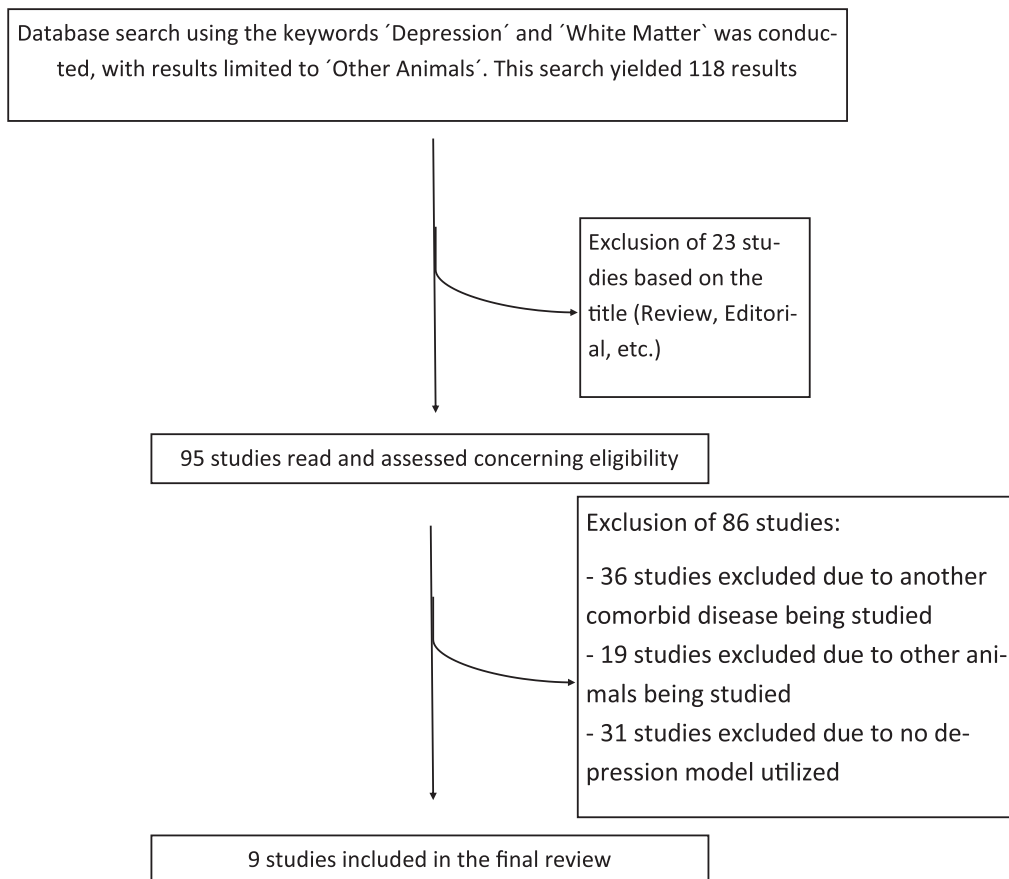 Database search using the keywords ´Depression´ and ´White Matter` was conduc-
ted, with results limited to ´Other Animals´. This search yielded 118 results
Exclusion of 23 stu-
dies based on the
title (Review, Editori-
al, etc.)
95 studies read and assessed concerning eligibility
Exclusion of 86 studies:
- 36 studies excluded due to another
comorbid disease being studied
- 19 studies excluded due to other ani-
mals being studied
- 31 studies excluded due to no de-
pression model utilized
9 studies included in the final review